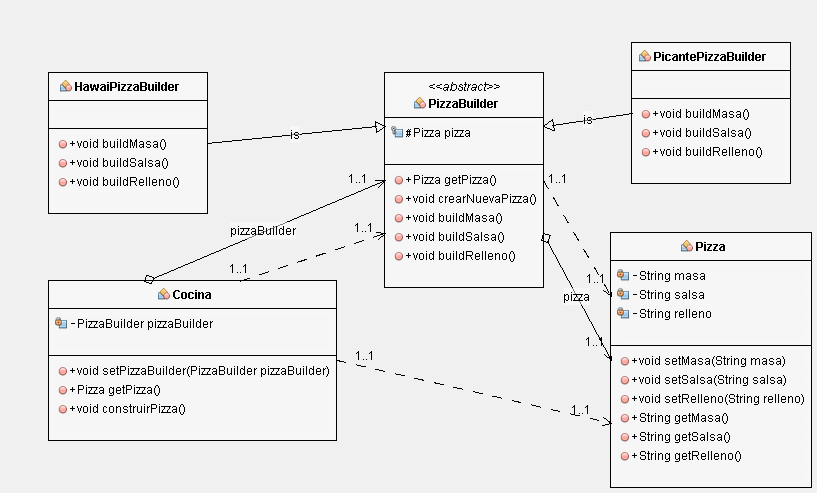 HawaiPizzaBuilder
+void buildMasa()
+void buildSalsa()
+void buildRelleno()
is
<<abstract>>
PizzaBuilder
#Pizza pizza
+Pizza getPizza()
+void crearNuevaPizza()
+void buildMasa()
+void buildSalsa()
+void buildRelleno()
is
PicantePizzaBuilder
+void buildMasa()
+void buildSalsa()
+void buildRelleno()
1..1
pizzaBuilder
1..1
1..1
1..1
1..1
pizza
1..1
Cocina
-PizzaBuilder pizzaBuilder
+void setPizzaBuilder(PizzaBuilder pizzaBuilder)
+Pizza getPizza()
+void construirPizza()
1..1
1..1
Pizza
-String masa
-String salsa
-String relleno
+void setMasa(String masa)
+void setSalsa(String salsa)
+void setRelleno(String relleno)
+String getMasa()
+String getSalsa()
+String getRelleno()